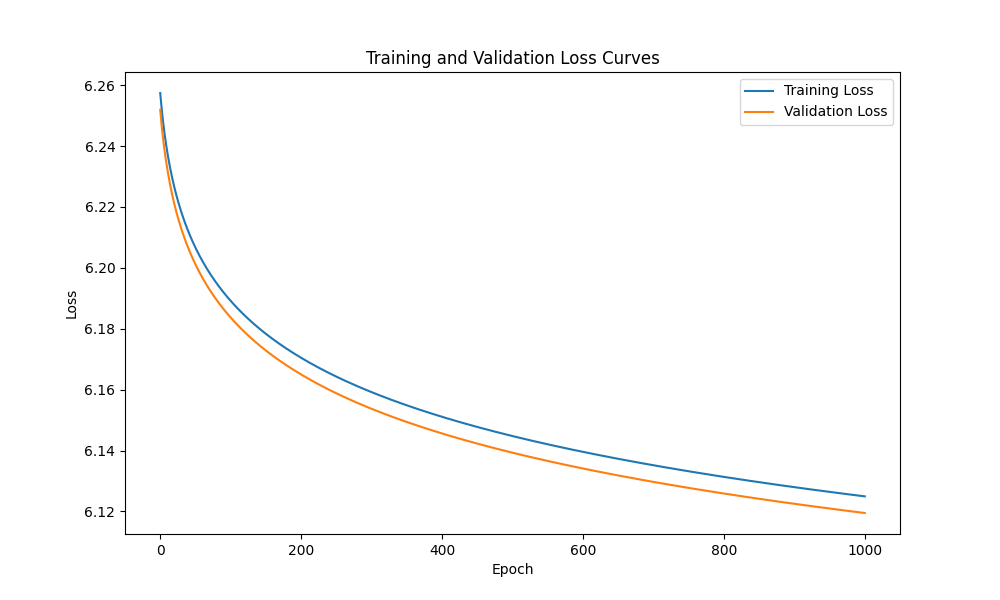 Training and Validation Loss Curves
Training Loss
Validation Loss
6.26
6.24
6.22
6.20
6.18
6.16
6.14
6.12
Loss
0 200 400 600 800 1000
Epoch